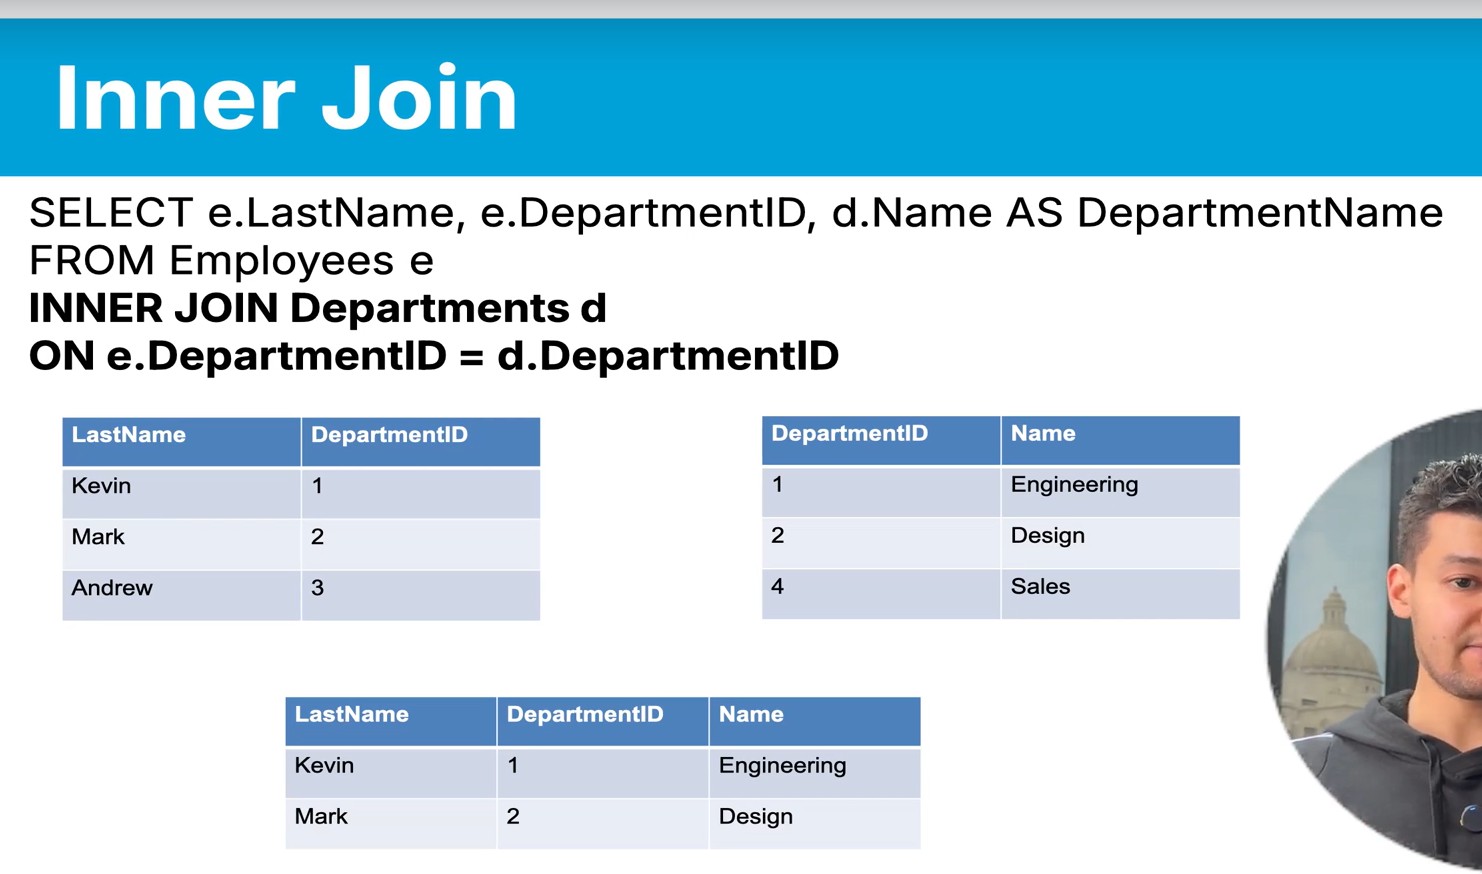 Inner Join
SELECT e.LastName, e.DepartmentID, d.Name AS DepartmentName
FROM Employees e
INNER JOIN Departments d
ON e.DepartmentID = d.DepartmentID
LastName DepartmentID
Kevin 1
Mark 2
Andrew 3
DepartmentID Name
1 Engineering
2 Design
4 Sales
LastName DepartmentID Name
Kevin 1 Engineering
Mark 2 Design